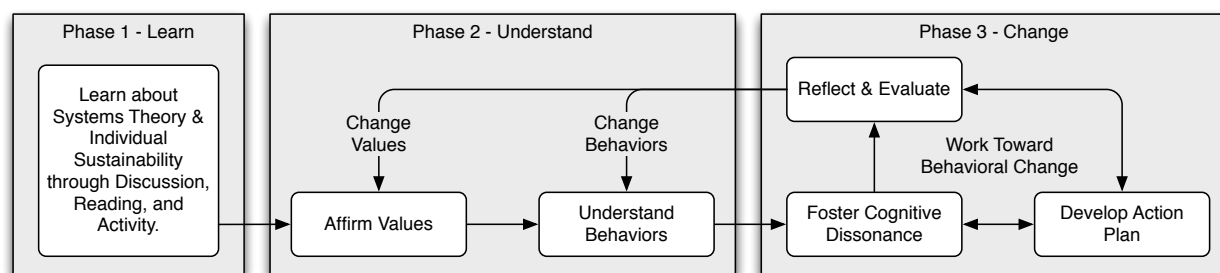 Phase 1 - Learn
Learn about
Systems Theory &
Individual
Sustainability
through Discussion,
Reading, and
Activity.
Phase 2 - Understand
Change
Values
Change
Behaviors
Affirm Values
Understand
Behaviors
Phase 3 - Change
Reflect & Evaluate
Work Toward
Behavioral Change
Foster Cognitive
Dissonance
Develop Action
Plan